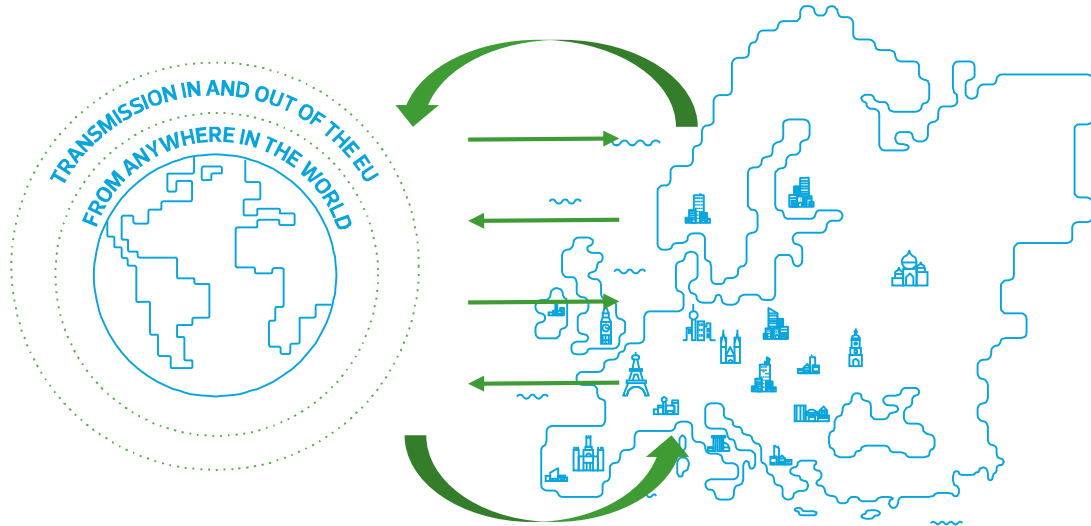 TRANSMISSION IN AND OUT OF THE EU
FROM ANYWHERE IN THE WORLD